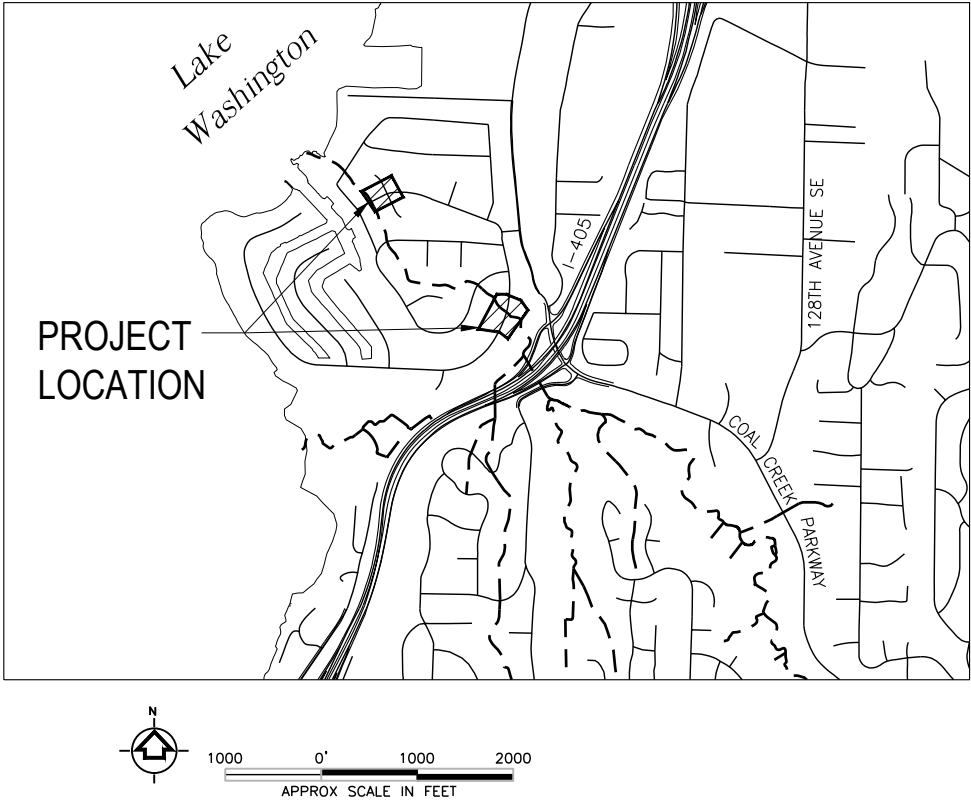 Lake
Washington
128TH AVENUE SE
I-405
PROJECT
LOCATION
COAL CREEK PARKWAY
N
1000 0' 1000 2000
APPROX SCALE IN FEET